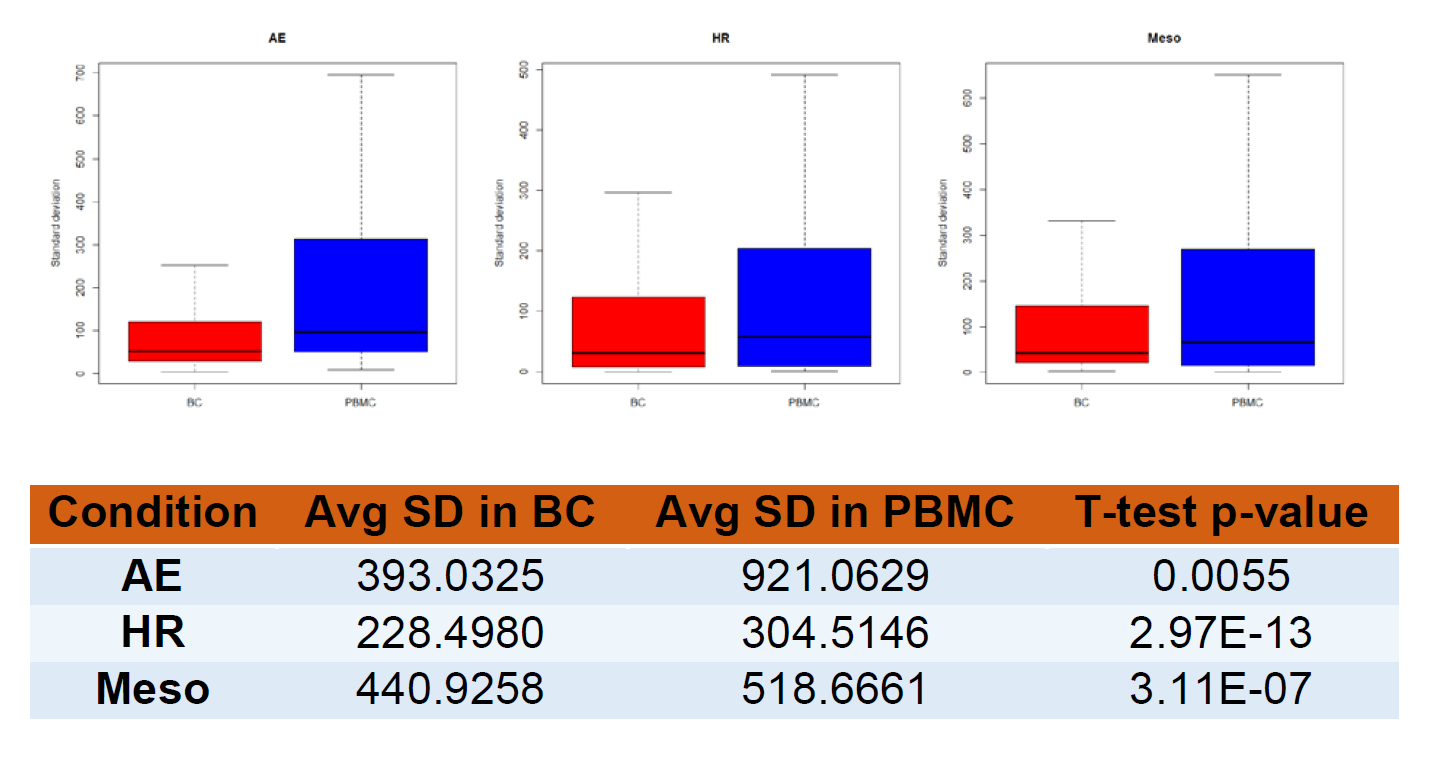 AE
HR
Meso
Standard deviation
0
100
200
300
400
500
600
700
BC
PBMC
Standard deviation
0
100
200
300
400
500
BC
PBMC
Standard deviation
0
100
200
300
400
500
600
BC
PBMC
Condition Avg SD in BC Avg SD in PBMC T-test p-value
AE 393.0325 921.0629 0.0055
HR 228.4980 304.5146 2.97E-13
Meso 440.9258 518.6661 3.11E-07